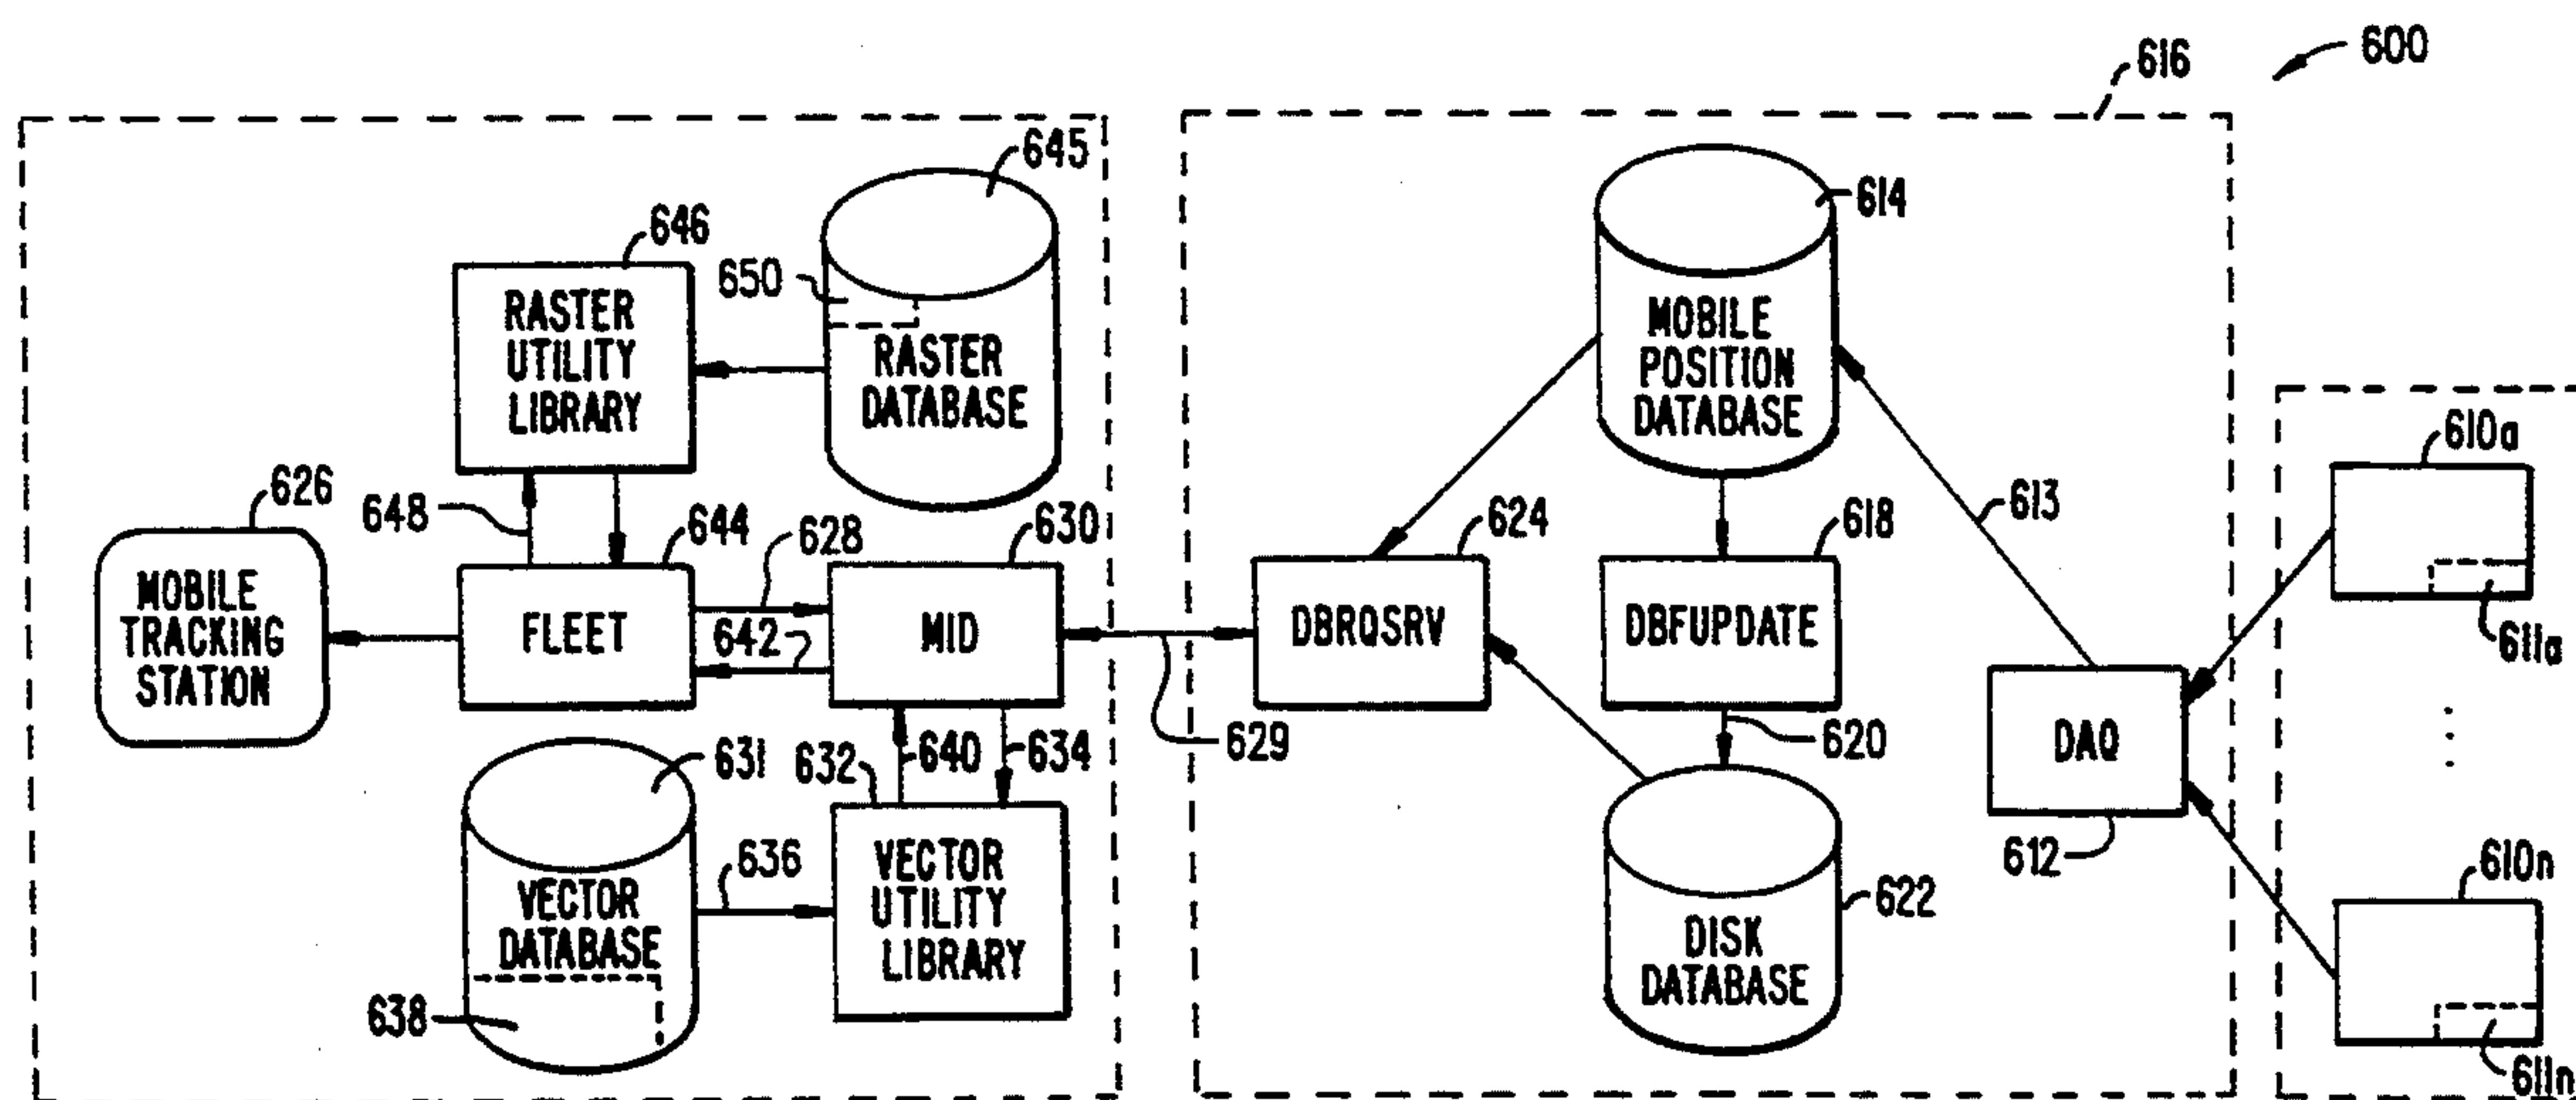 600
616
645
614
646
650
RASTER
UTILITY
LIBRARY
RASTER
DATABASE
MOBILE
POSITION
DATABASE
610a
626
648
644
628
630
624
618
613
611a
MOBILE
TRACKING
STATION
FLEET
642
MID
DBRQSRV
DBFUPDATE
DAQ
631
632
640
634
629
620
612
610n
636
VECTOR
DATABASE
VECTOR
UTILITY
LIBRARY
622
DISK
DATABASE
638
611n